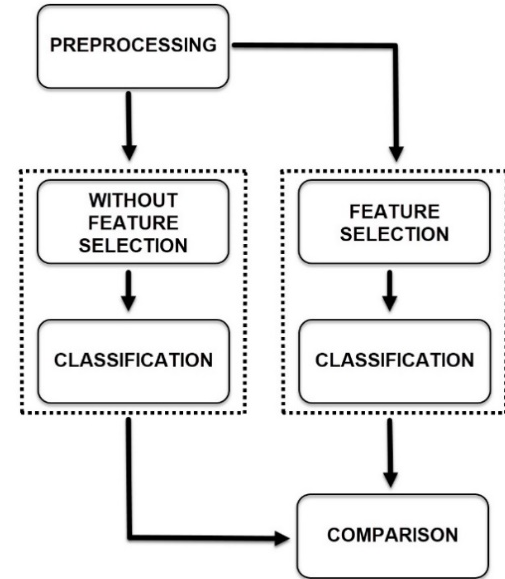 PREPROCESSING
WITHOUT
FEATURE
SELECTION
CLASSIFICATION
FEATURE
SELECTION
CLASSIFICATION
COMPARISON